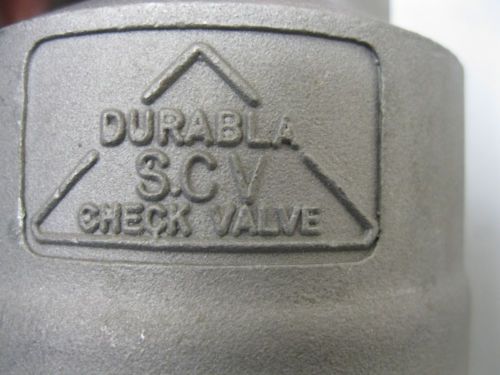 DURABLA
S.C V
CHECK VALVE